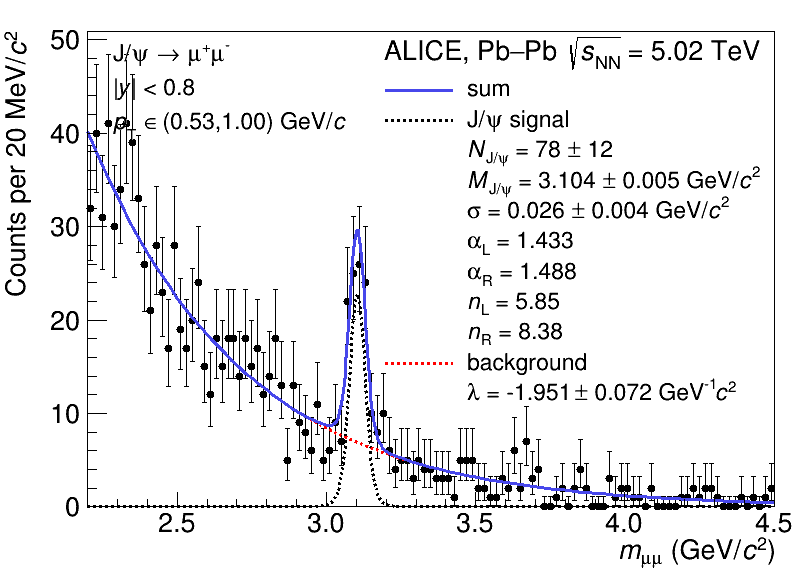 ALICE, Pb–Pb √sNN = 5.02 TeV
J/ψ → μ+μ-
|y| < 0.8
p ∈ (0.53,1.00) GeV/c
sum
J/ψ signal
NJ/ψ = 78 ± 12
MJ/ψ = 3.104 ± 0.005 GeV/c²
σ = 0.026 ± 0.004 GeV/c²
αL = 1.433
αR = 1.488
nL = 5.85
nR = 8.38
background
λ = -1.951 ± 0.072 GeV⁻¹c²
Counts per 20 MeV/c²
50
40
30
20
10
0
2.5 3.0 3.5 4.0 4.5
mμμ (GeV/c²)